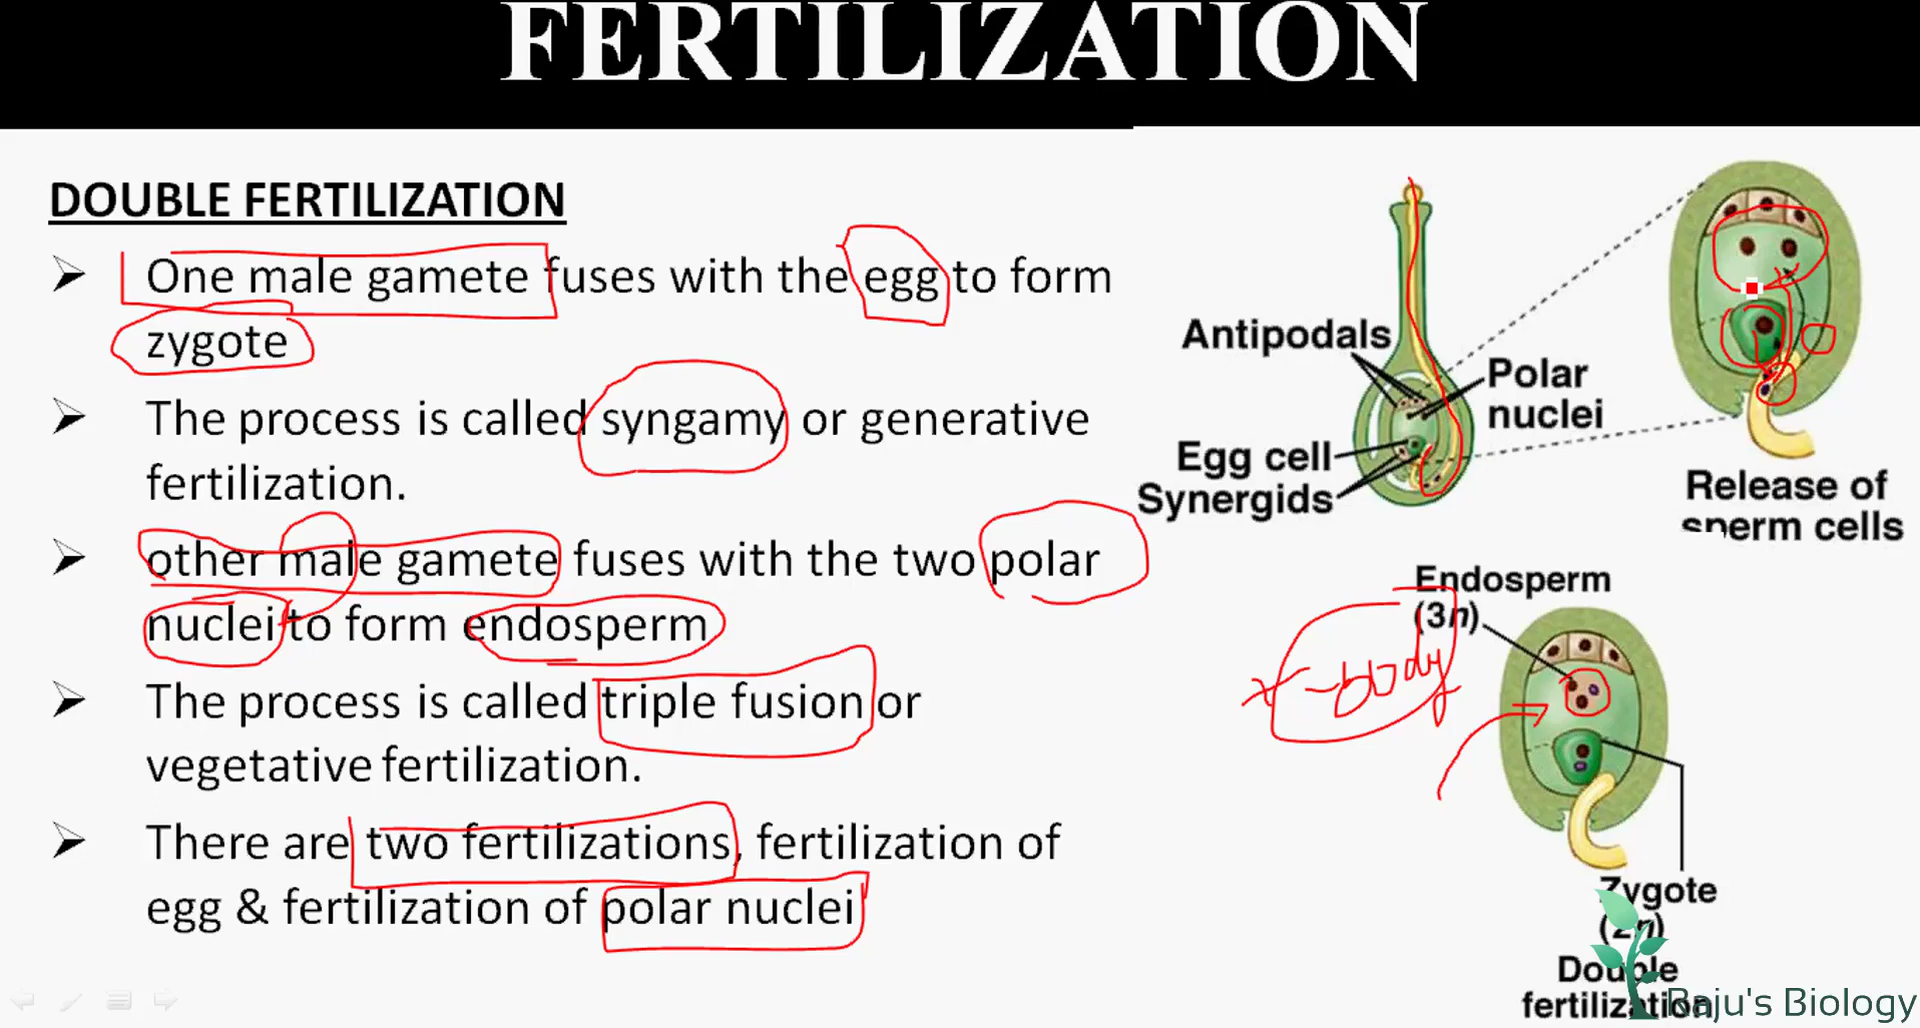 FERTILIZATION
DOUBLE FERTILIZATION
One male gamete fuses with the egg to form
zygote
The process is called syngamy or generative
fertilization.
other male gamete fuses with the two polar
nuclei to form endosperm
The process is called triple fusion or
vegetative fertilization.
There are two fertilizations, fertilization of
egg & fertilization of polar nuclei
Antipodals
Polar
nuclei
Egg cell
Synergids
Release of
sperm cells
Endosperm
(3n)
x-body
Zygote
(2n)
Double
fertilization
Raju's Biology